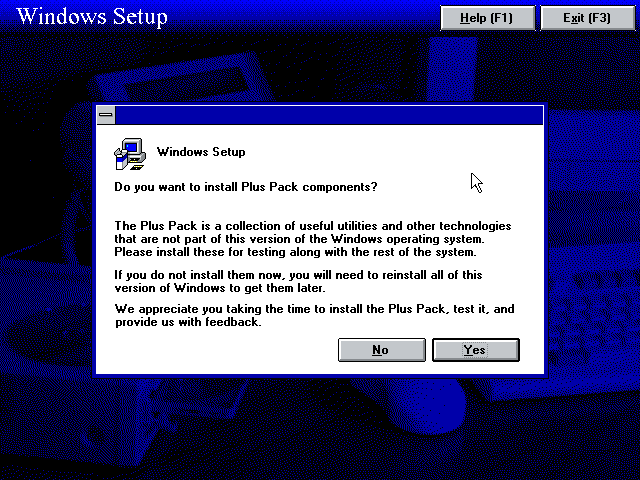 Windows Setup
Help (F1)
Exit (F3)
Windows Setup
Do you want to install Plus Pack components?
The Plus Pack is a collection of useful utilities and other technologies
that are not part of this version of the Windows operating system.
Please install these for testing along with the rest of the system.
If you do not install them now, you will need to reinstall all of this
version of Windows to get them later.
We appreciate you taking the time to install the Plus Pack, test it, and
provide us with feedback.
No
Yes